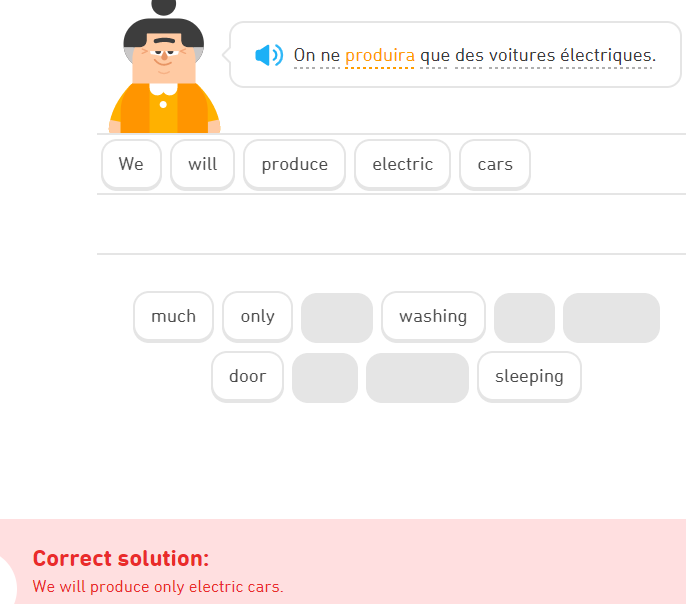 On ne produira que des voitures électriques.
We will produce electric cars
much only washing
door sleeping
Correct solution:
We will produce only electric cars.